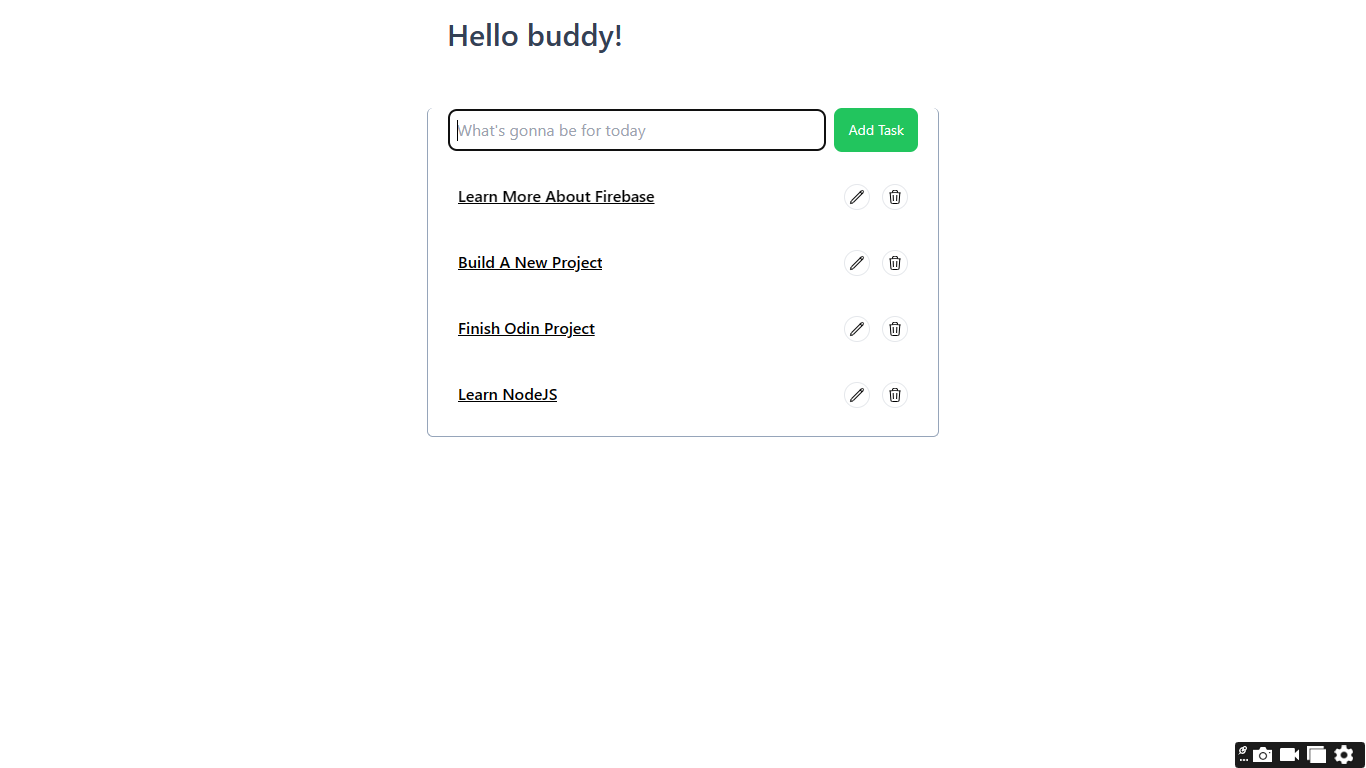 Hello buddy!
What's gonna be for today
Add Task
Learn More About Firebase
Build A New Project
Finish Odin Project
Learn NodeJS